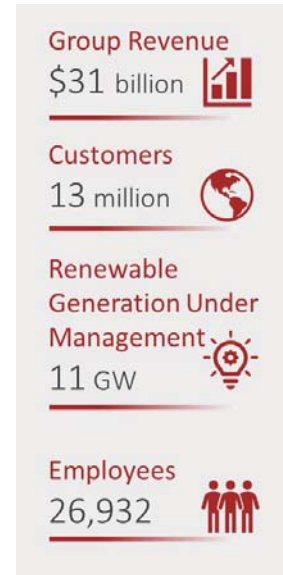 Group Revenue
$31 billion
Customers
13 million
Renewable
Generation Under
Management
11 GW
Employees
26,932